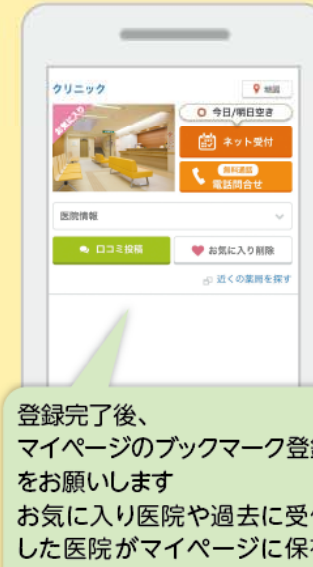 クリニック
地図
お気に入り
今日/明日空き
ネット受付
無料通話
電話問合せ
医院情報
口コミ投稿
お気に入り削除
近くの薬局を探す
登録完了後、
マイページのブックマーク登録
をお願いします
お気に入り医院や過去に受付
した医院がマイページに保存